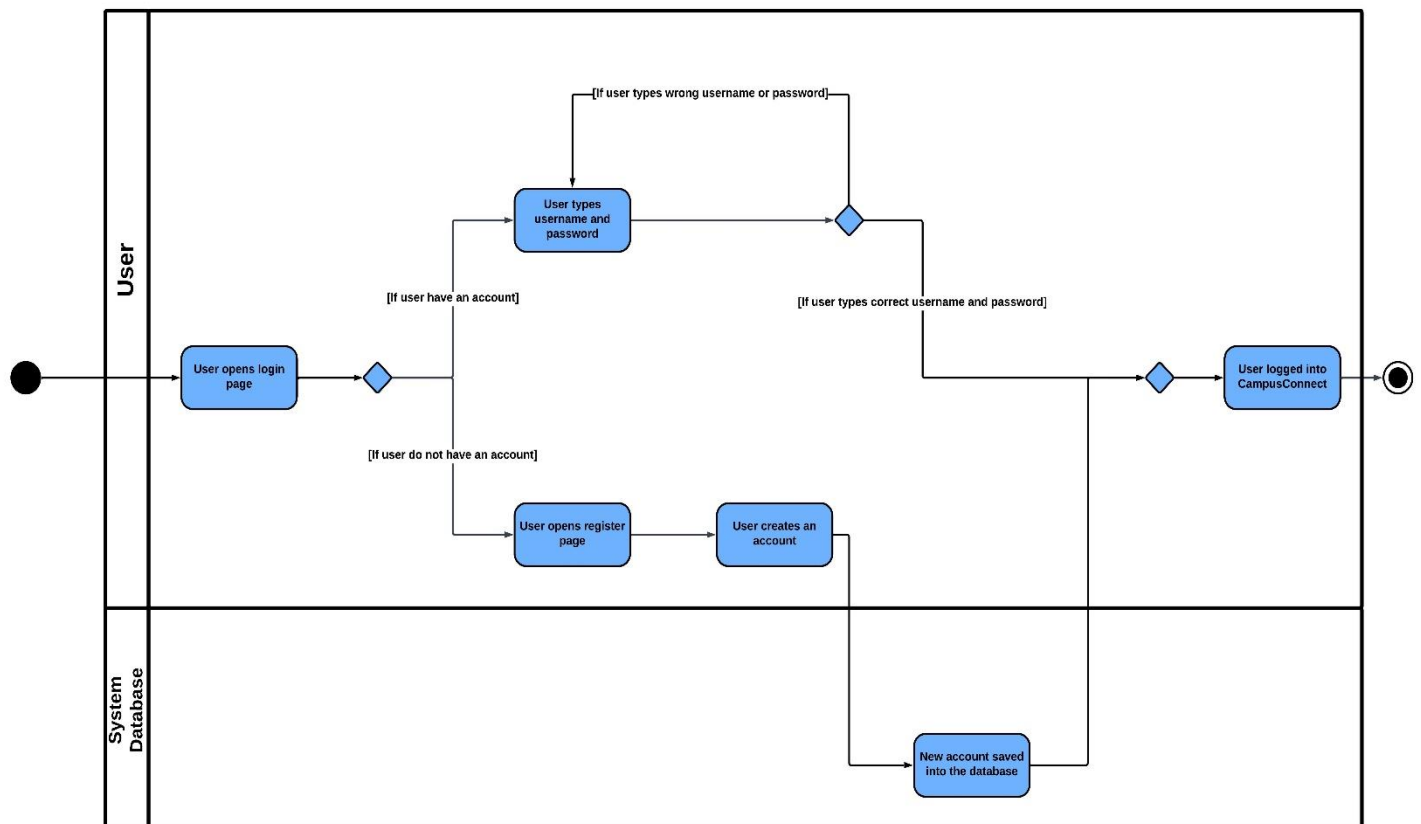 User
[If user types wrong username or password]
User types
username and
password
[If user have an account]
[If user types correct username and password]
User opens login
page
User logged into
CampusConnect
[If user do not have an account]
User opens register
page
User creates an
account
System
Database
New account saved
into the database